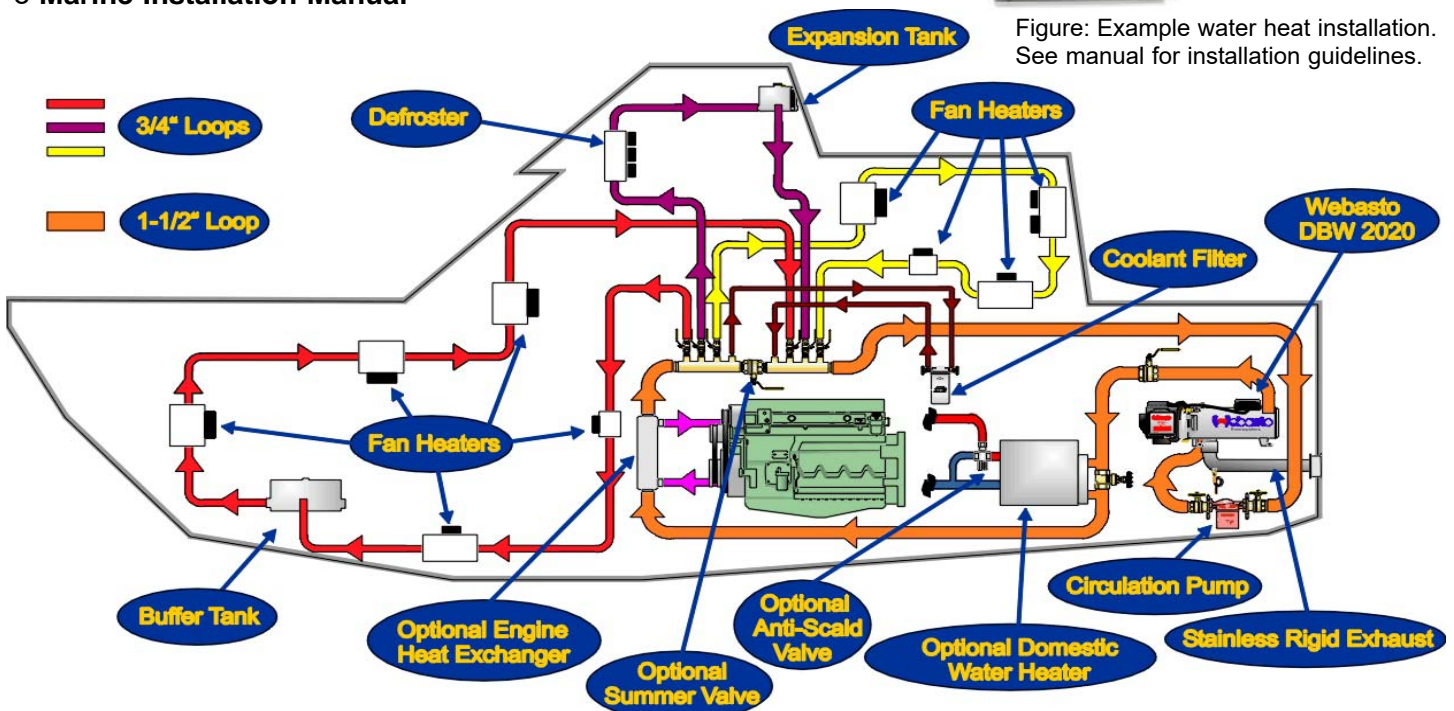 Marine Installation Manual
Figure: Example water heat installation.
See manual for installation guidelines.
Expansion Tank
Defroster
Fan Heaters
3/4" Loops
1-1/2" Loop
Webasto
DBW 2020
Coolant Filter
Fan Heaters
Buffer Tank
Optional Engine
Heat Exchanger
Optional
Summer Valve
Optional
Anti-Scald
Valve
Optional Domestic
Water Heater
Circulation Pump
Stainless Rigid Exhaust
Webasto